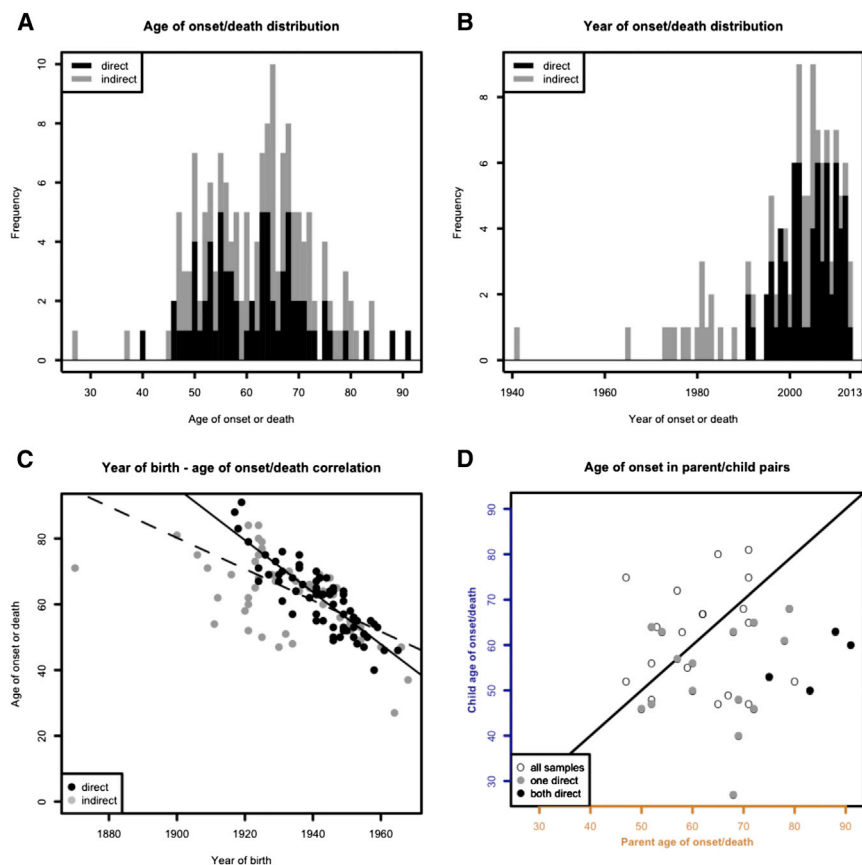 A
Age of onset/death distribution
direct
indirect
Frequency
0 2 4 6 8 10
30 40 50 60 70 80 90
Age of onset or death
B
Year of onset/death distribution
direct
indirect
Frequency
0 2 4 6 8
1940 1960 1980 2000 2013
Year of onset or death
C
Year of birth - age of onset/death correlation
Age of onset or death
0 20 40 60 80
direct
indirect
1880 1900 1920 1940 1960
Year of birth
D
Age of onset in parent/child pairs
Child age of onset/death
30 40 50 60 70 80 90
all samples
one direct
both direct
30 40 50 60 70 80 90
Parent age of onset/death